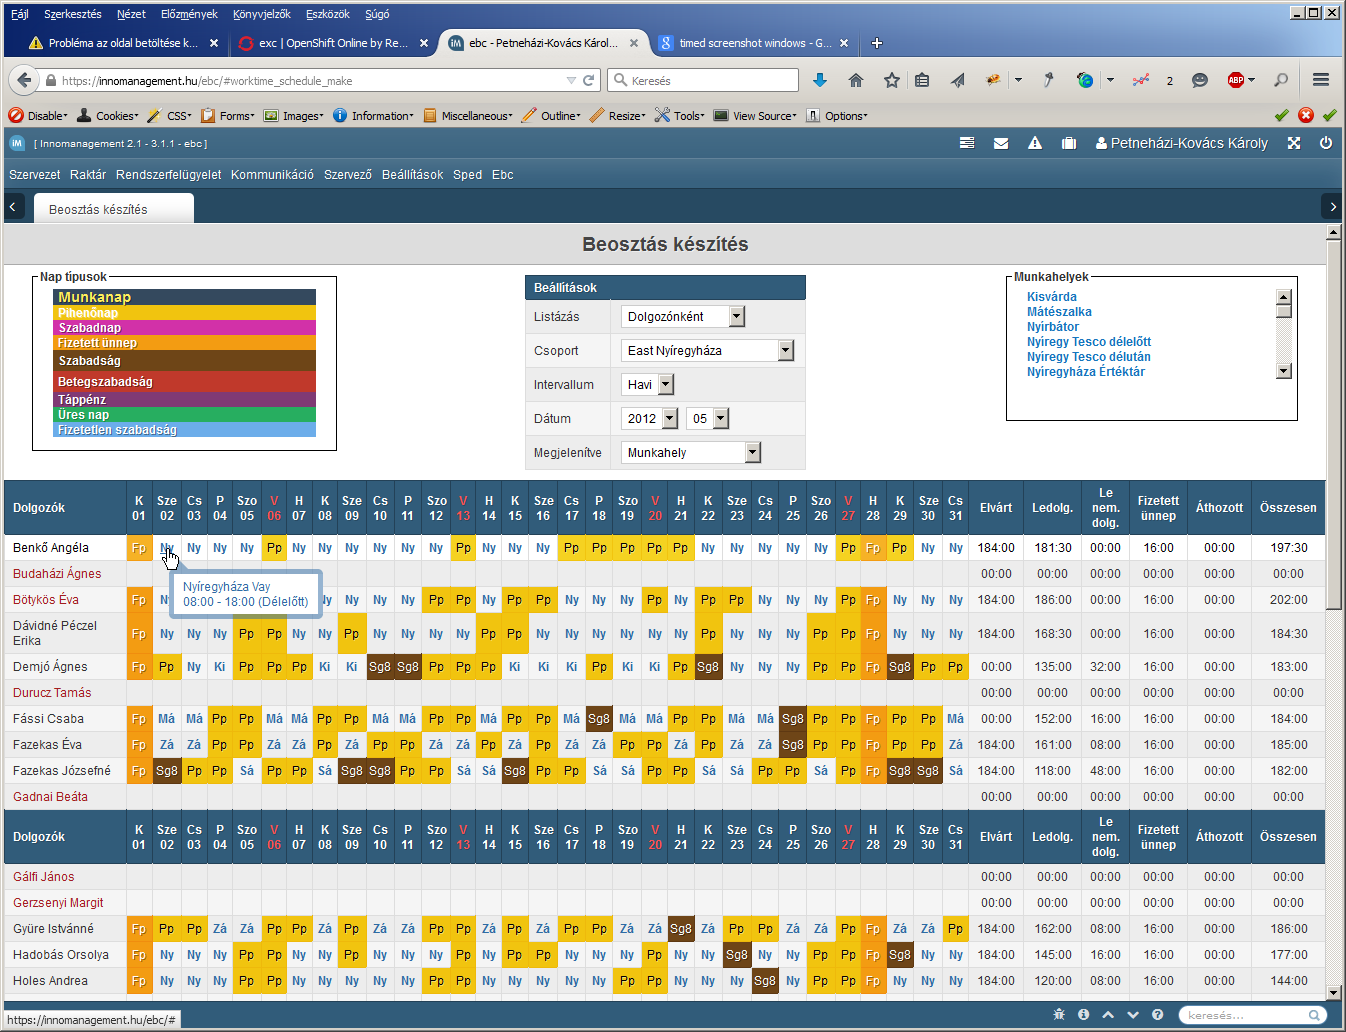 Fájl Szerkesztés Nézet Előzmények Könyvjelzők Eszközök Súgó
Probléma az oldal betöltése k... exc | OpenShift Online by Re... ebc - Petneházi-Kovács Károl... timed screenshot windows - G...
https://innomanagement.hu/ebc/#worktime_schedule_make Keresés 2 ABP
Disable Cookies CSS Forms Images Information Miscellaneous Outline Resize Tools View Source Options
iM [ Innomanagement 2.1 - 3.1.1 - ebc ] Petneházi-Kovács Károly
Szervezet Raktár Rendszerfelügyelet Kommunikáció Szervező Beállítások Sped Ebc
Beosztás készítés
Beosztás készítés
Nap típusok
Munkanap
Pihenőnap
Szabadnap
Fizetett ünnep
Szabadság
Betegszabadság
Táppénz
Üres nap
Fizetetlen szabadság
Beállítások
Listázás Dolgozónként
Csoport East Nyíregyháza
Intervallum Havi
Dátum 2012 05
Megjelenítve Munkahely
Munkahelyek
Kisvárda
Mátészalka
Nyírbátor
Nyíregy Tesco délelőtt
Nyíregy Tesco délután
Nyíregyháza Értéktár
Dolgozók K 01 Sze 02 Cs 03 P 04 Szo 05 V 06 H 07 K 08 Sze 09 Cs 10 P 11 Szo 12 V 13 H 14 K 15 Sze 16 Cs 17 P 18 Szo 19 V 20 H 21 K 22 Sze 23 Cs 24 P 25 Szo 26 V 27 H 28 K 29 Sze 30 Cs 31 Elvárt Ledolg. Le nem. dolg. Fizetett ünnep Áthozott Összesen
Benkő Angéla Fp Ny Ny Ny Ny Pp Ny Ny Ny Ny Ny Ny Pp Ny Ny Ny Pp Pp Pp Pp Pp Ny Ny Ny Ny Ny Pp Fp Pp Ny Ny 184:00 181:30 00:00 16:00 00:00 197:30
Budaházi Ágnes 00:00 00:00 00:00 00:00 00:00 00:00
Nyíregyháza Vay
08:00 - 18:00 (Délelőtt)
Bötykös Éva Fp Ny Ny Ny Ny Ny Pp Pp Ny Pp Pp Ny Ny Ny Pp Ny Pp Pp Ny Ny Ny Pp Fp Ny Ny Ny 184:00 186:00 00:00 16:00 00:00 202:00
Dávidné Péczel Erika Fp Ny Ny Ny Pp Pp Ny Ny Pp Ny Ny Ny Ny Pp Pp Ny Ny Ny Ny Ny Ny Pp Ny Ny Ny Pp Pp Fp Ny Ny Ny 184:00 168:30 00:00 16:00 00:00 184:30
Demjó Ágnes Fp Pp Ny Ki Pp Pp Pp Ki Ki Sg8 Sg8 Pp Pp Pp Ki Ki Ki Pp Ki Ki Pp Sg8 Ny Ny Ny Pp Pp Fp Sg8 Pp Pp 00:00 135:00 32:00 16:00 00:00 183:00
Durucz Tamás 00:00 00:00 00:00 00:00 00:00 00:00
Fássi Csaba Fp Má Má Pp Pp Má Má Pp Pp Má Má Pp Pp Má Pp Pp Má Sg8 Má Má Pp Pp Má Má Sg8 Pp Pp Fp Pp Pp Má 00:00 152:00 16:00 16:00 00:00 184:00
Fazekas Éva Fp Zá Zá Pp Pp Zá Zá Pp Zá Pp Pp Zá Zá Pp Zá Pp Zá Zá Pp Pp Zá Pp Zá Zá Sg8 Pp Pp Fp Pp Pp Zá 184:00 161:00 08:00 16:00 00:00 185:00
Fazekas Józsefné Fp Sg8 Pp Pp Sá Pp Pp Sá Sg8 Sg8 Pp Pp Sá Sá Sg8 Pp Pp Sá Sá Pp Pp Sá Sá Pp Pp Sá Pp Fp Sg8 Sg8 Sá 184:00 118:00 48:00 16:00 00:00 182:00
Gadnai Beáta 00:00 00:00 00:00 00:00 00:00 00:00
Dolgozók K 01 Sze 02 Cs 03 P 04 Szo 05 V 06 H 07 K 08 Sze 09 Cs 10 P 11 Szo 12 V 13 H 14 K 15 Sze 16 Cs 17 P 18 Szo 19 V 20 H 21 K 22 Sze 23 Cs 24 P 25 Szo 26 V 27 H 28 K 29 Sze 30 Cs 31 Elvárt Ledolg. Le nem. dolg. Fizetett ünnep Áthozott Összesen
Gálfi János 00:00 00:00 00:00 00:00 00:00 00:00
Gerzsenyi Margit 00:00 00:00 00:00 00:00 00:00 00:00
Gyüre Istvánné Fp Pp Pp Zá Zá Pp Pp Zá Pp Zá Zá Pp Pp Zá Pp Zá Pp Pp Zá Zá Sg8 Zá Pp Pp Zá Zá Pp Fp Zá Zá Pp 184:00 162:00 08:00 16:00 00:00 186:00
Hadobás Orsolya Fp Ny Ny Ny Pp Pp Ny Ny Pp Ny Ny Ny Pp Ny Pp Pp Ny Ny Ny Pp Ny Ny Sg8 Ny Ny Pp Pp Fp Sg8 Ny Ny 184:00 145:00 16:00 16:00 00:00 177:00
Holes Andrea Fp Ny Ny Ny Pp Pp Ny Ny Ny Ny Ny Pp Pp Ny Ny Ny Ny Ny Pp Pp Ny Ny Ny Sg8 Ny Pp Pp Fp Ny Ny Ny 184:00 120:00 08:00 16:00 00:00 144:00
https://innomanagement.hu/ebc/# keresés...